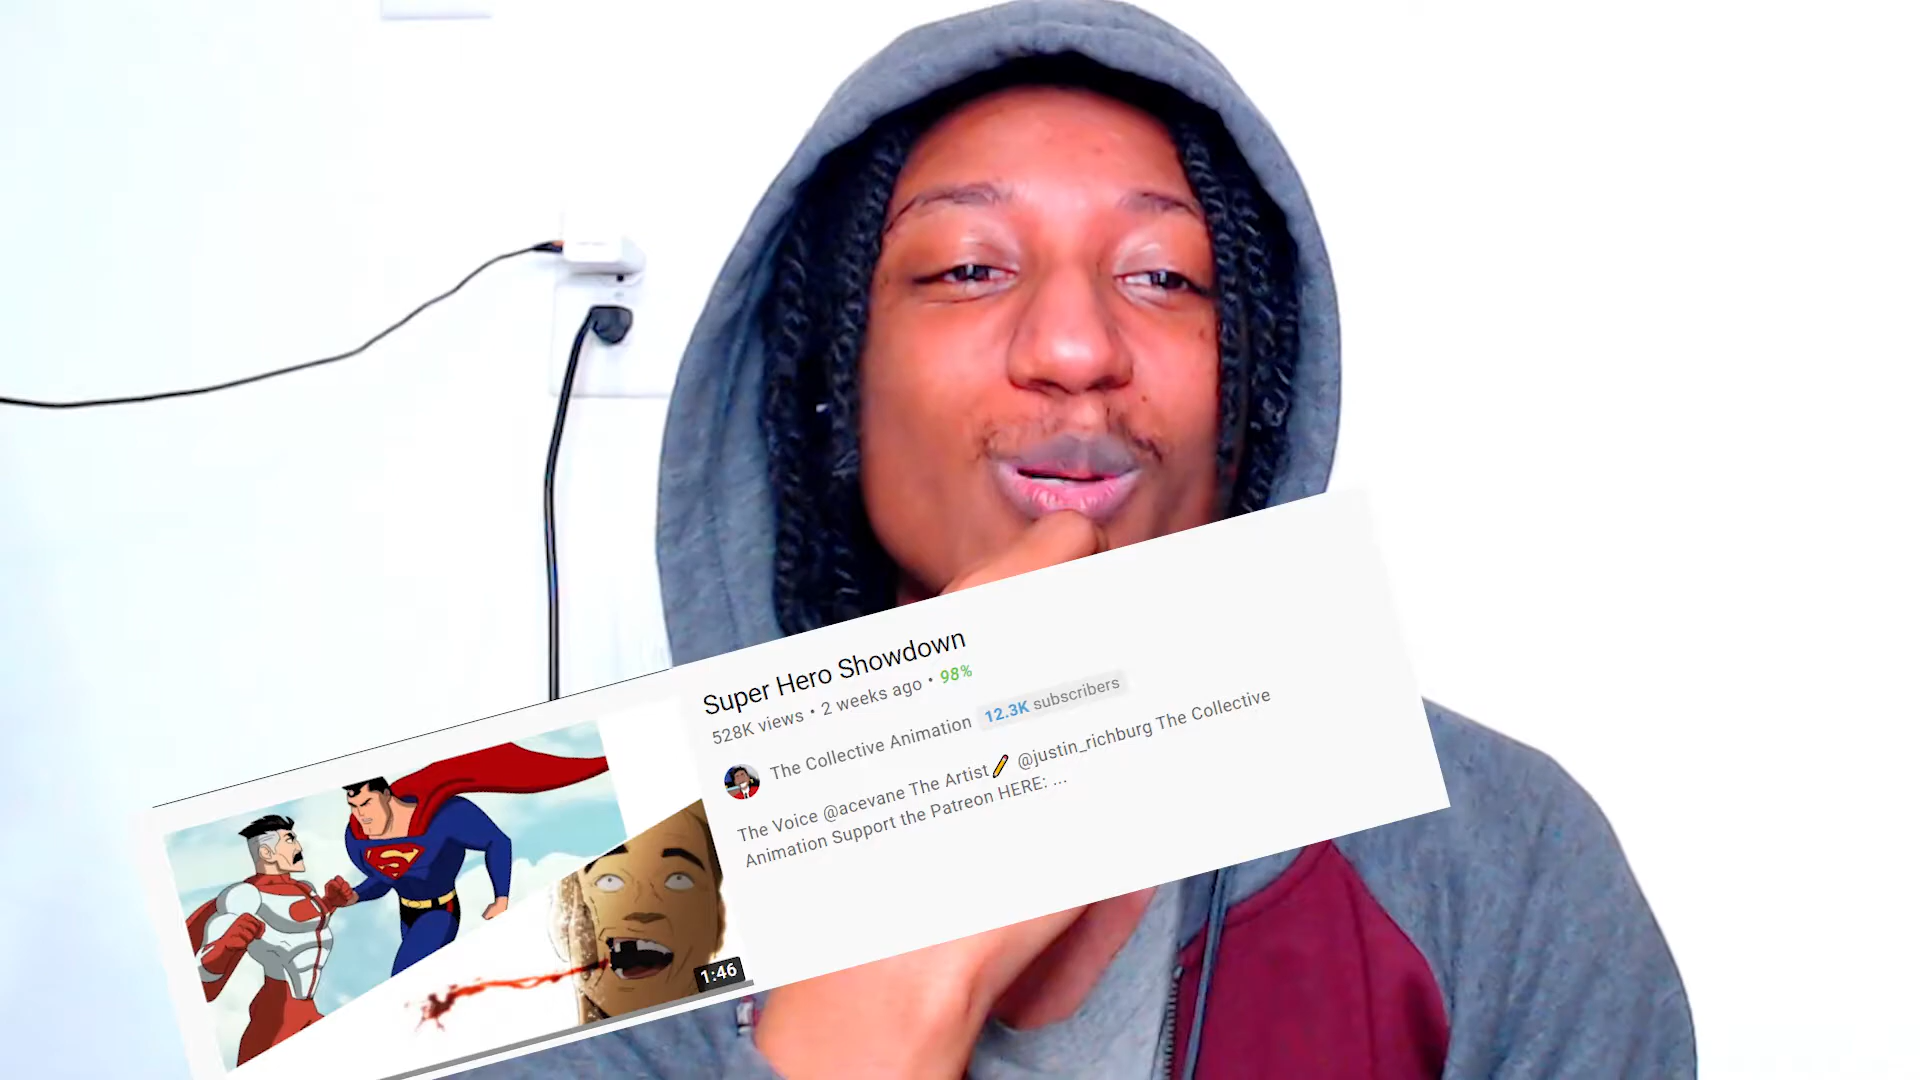 Super Hero Showdown
528K views • 2 weeks ago • 98%
The Collective Animation 12.3K subscribers
The Voice @acevane The Artist✏️ @justin_richburg The Collective
Animation Support the Patreon HERE: ...
1:46